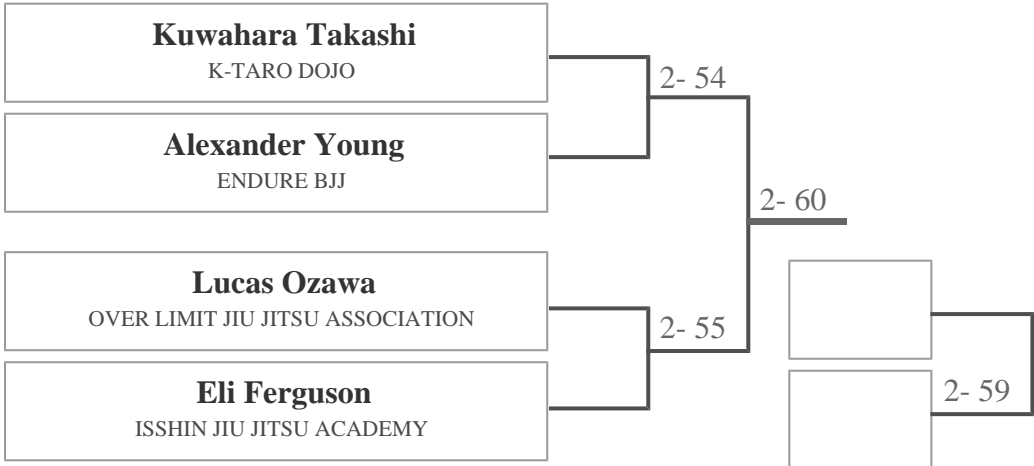 Kuwahara Takashi
K-TARO DOJO
2- 54
Alexander Young
ENDURE BJJ
2- 60
Lucas Ozawa
OVER LIMIT JIU JITSU ASSOCIATION
2- 55
Eli Ferguson
ISSHIN JIU JITSU ACADEMY
2- 59